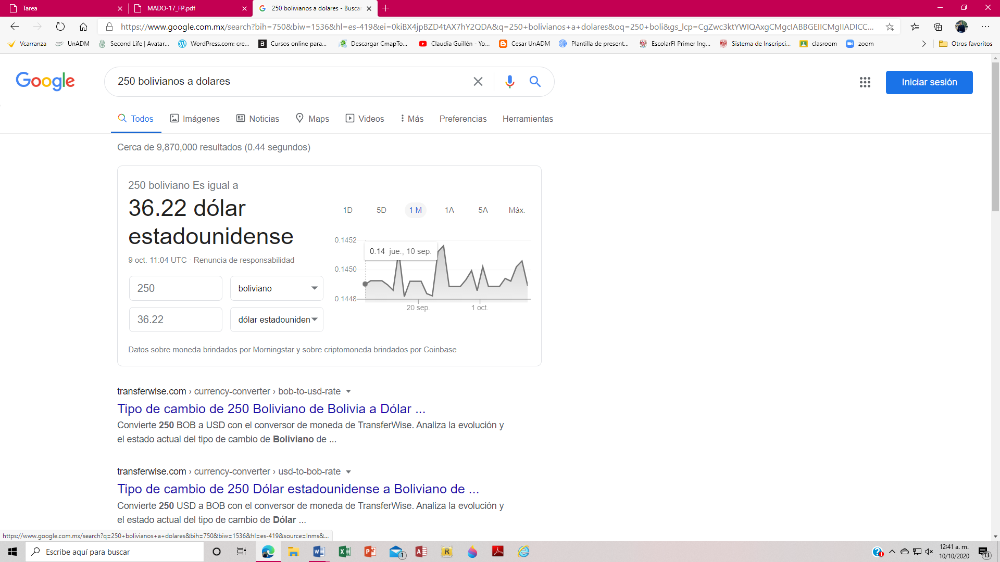 Tarea
MADO-17_FP.pdf
250 bolivianos a dolares - Busca
https://www.google.com.mx/search?bih=750&biw=1536&hl=es-419&ei=0kiBX4jpBZD4tAX7hY2QDA&q=250+bolivianos+a+dolares&oq=250+boli&gs_lcp=CgZwc3ktYWIQAxgCMgcIABBGEIICMgIIADICC...
Vcarranza
UnADM
Second Life | Avatar...
WordPress.com: cre...
Cursos online para...
Descargar CmapTo...
Claudia Guillén - Yo...
Cesar UnADM
Plantilla de present...
EscolarFI Primer Ing...
Sistema de Inscripci...
clasroom
zoom
Otros favoritos
Google
250 bolivianos a dolares
Iniciar sesión
Todos
Imágenes
Noticias
Maps
Videos
Más
Preferencias
Herramientas
Cerca de 9,870,000 resultados (0.44 segundos)
250 boliviano Es igual a
36.22 dólar
estadounidense
9 oct. 11:04 UTC · Renuncia de responsabilidad
250
boliviano
36.22
dólar estadouniden
1D
5D
1 M
1A
5A
Máx.
0.1452
0.1450
0.1448
0.14 jue., 10 sep.
20 sep.
1 oct.
Datos sobre moneda brindados por Morningstar y sobre criptomoneda brindados por Coinbase
transferwise.com › currency-converter › bob-to-usd-rate
Tipo de cambio de 250 Boliviano de Bolivia a Dólar ...
Convierte 250 BOB a USD con el conversor de moneda de TransferWise. Analiza la evolución y
el estado actual del tipo de cambio de Boliviano de ...
transferwise.com › currency-converter › usd-to-bob-rate
Tipo de cambio de 250 Dólar estadounidense a Boliviano de ...
Convierte 250 USD a BOB con el conversor de moneda de TransferWise. Analiza la evolución y
el estado actual del tipo de cambio de Dólar ...
https://www.google.com.mx/search?q=250+bolivianos+a+dolares&bih=750&biw=1536&hl=es-419&source=lnms&...
Escribe aquí para buscar
1
12:41 a. m.
10/10/2020
13